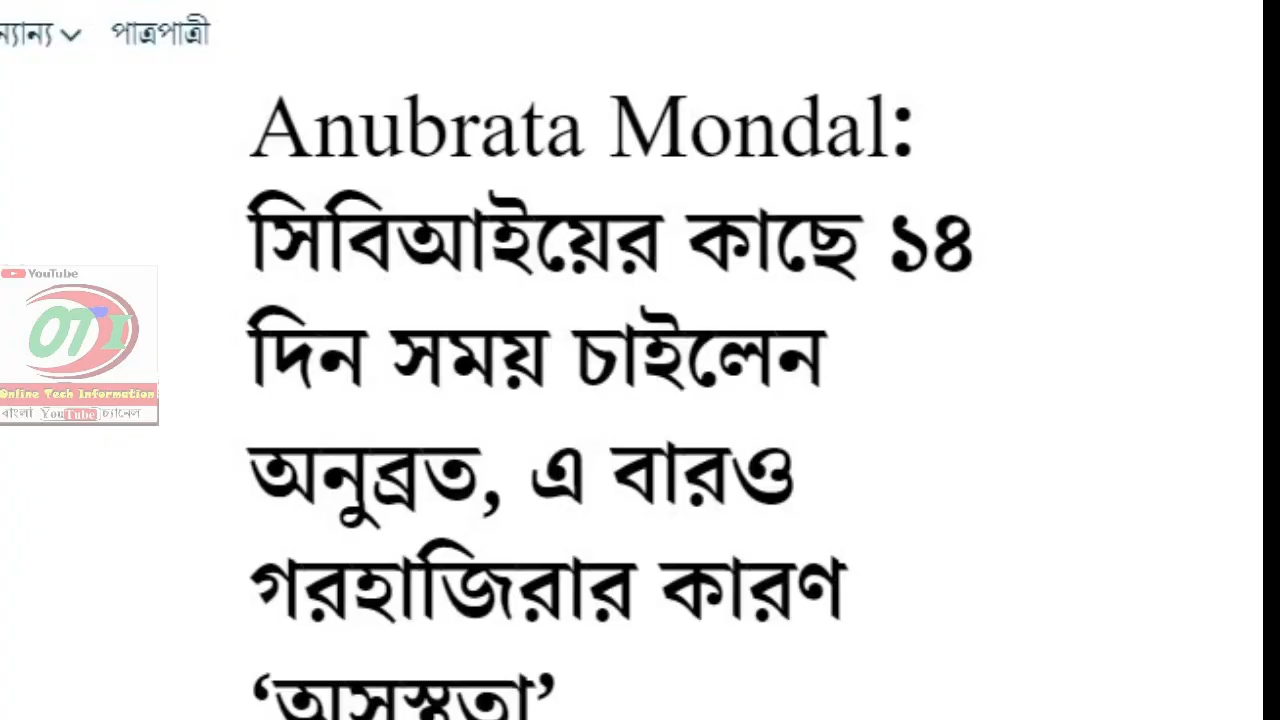 পাত্রপাত্রী
Anubrata Mondal:
সিবিআইয়ের কাছে ১৪
দিন সময় চাইলেন
অনুব্রত, এ বারও
গরহাজিরার কারণ
‘অসুস্থতা’
YouTube
OTI
Online Tech Information
বাংলা YouTube চ্যানেল